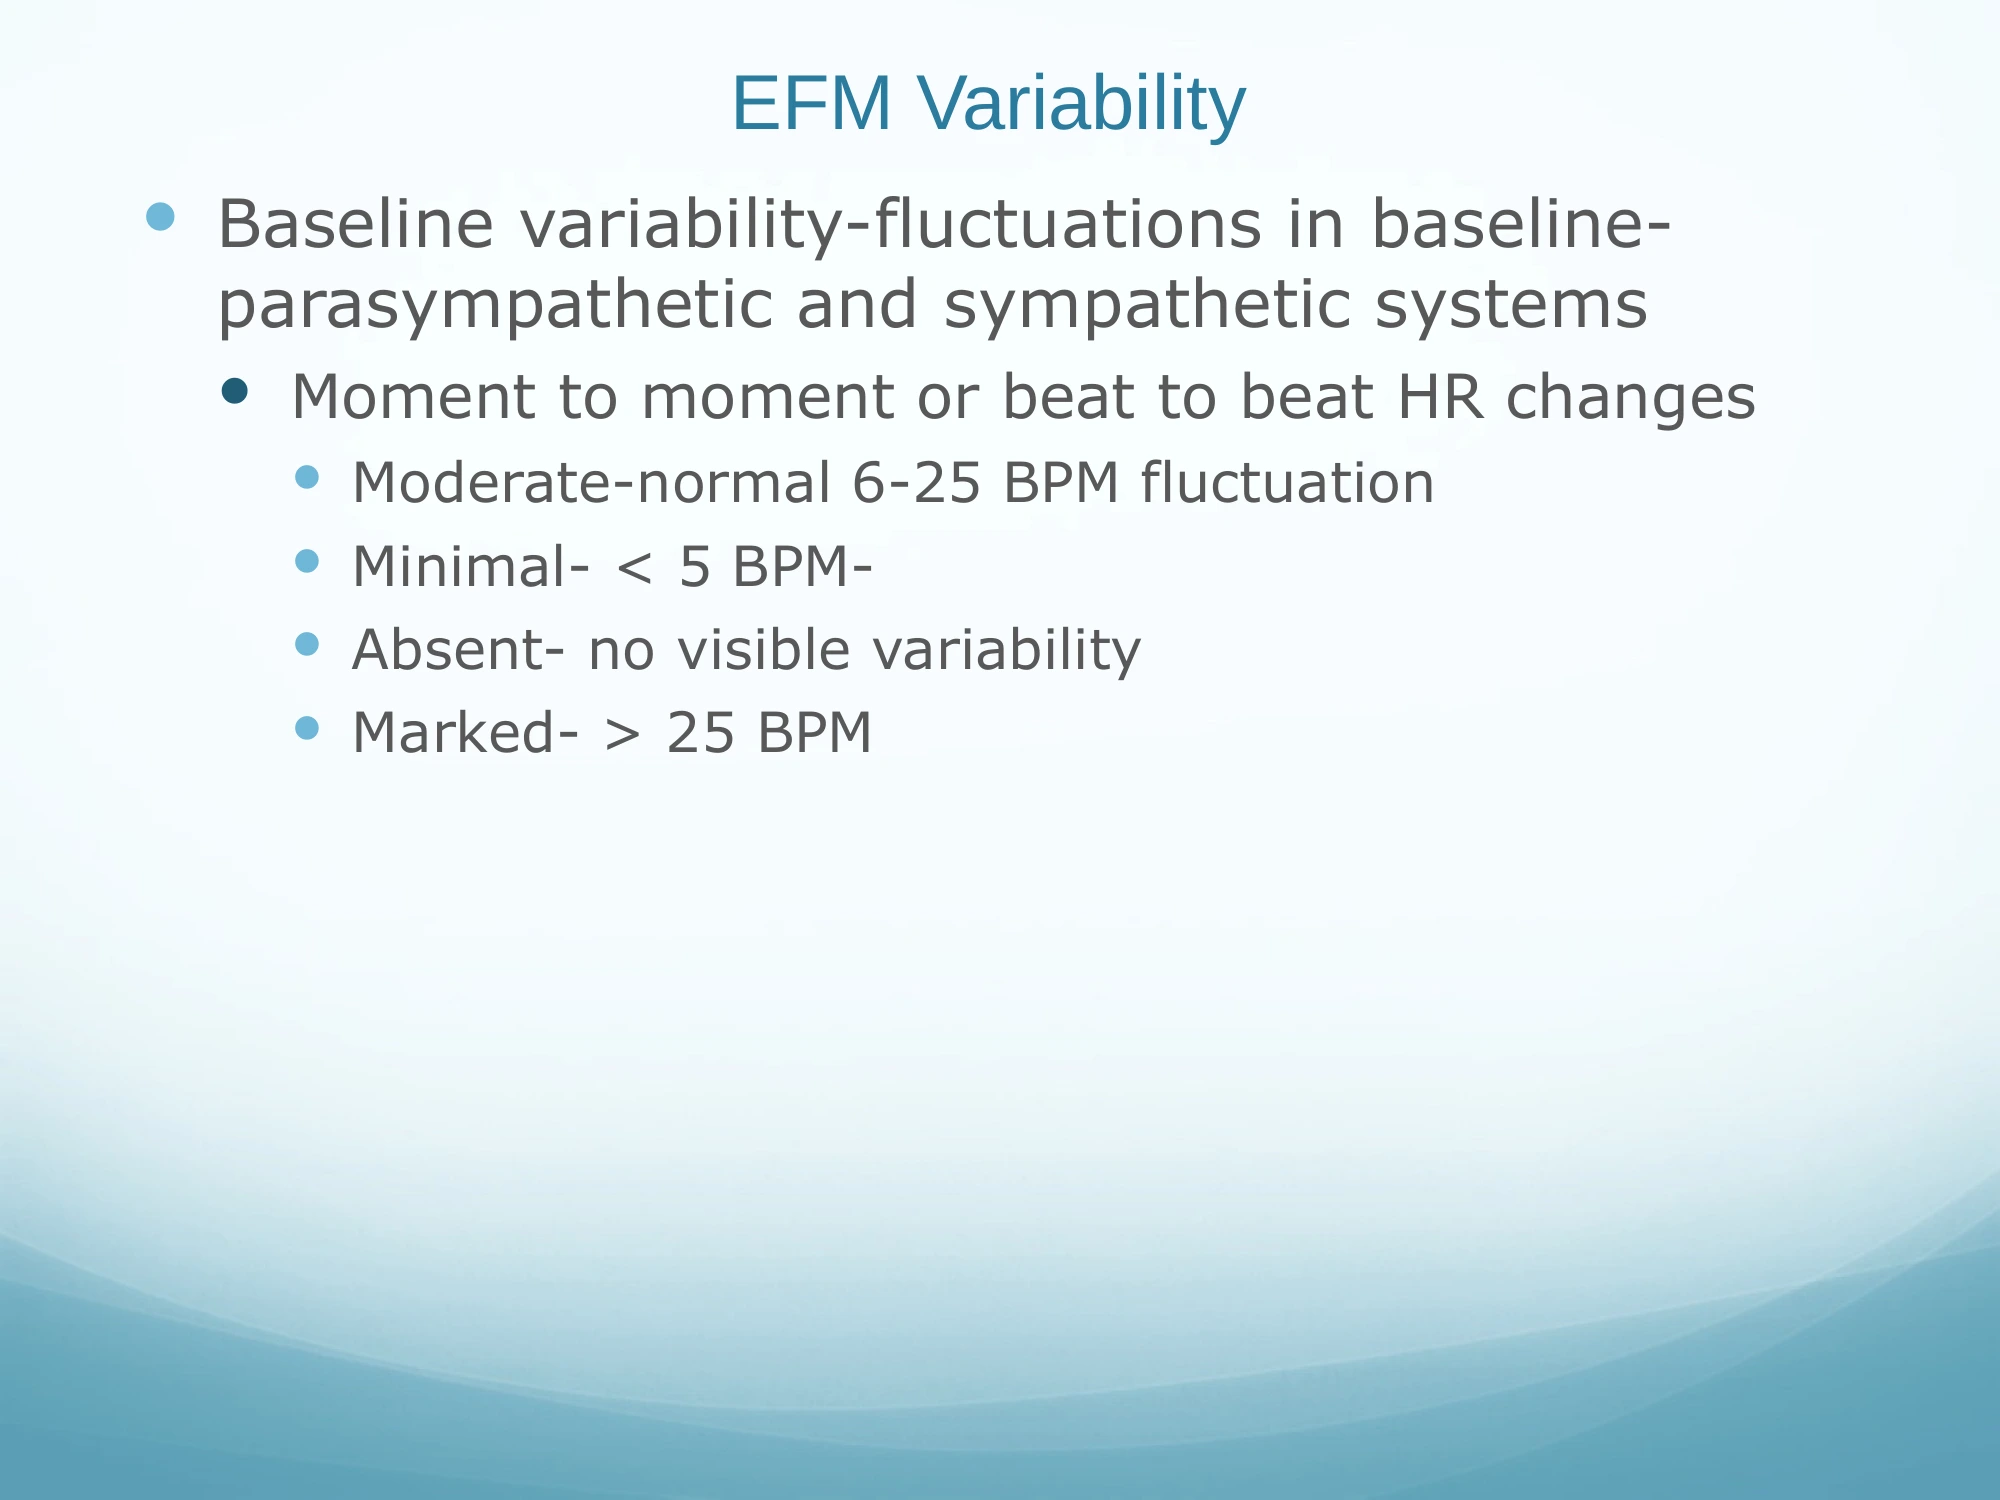 EFM Variability
Baseline variability-fluctuations in baseline-
parasympathetic and sympathetic systems
Moment to moment or beat to beat HR changes
Moderate-normal 6-25 BPM fluctuation
Minimal- < 5 BPM-
Absent- no visible variability
Marked- > 25 BPM